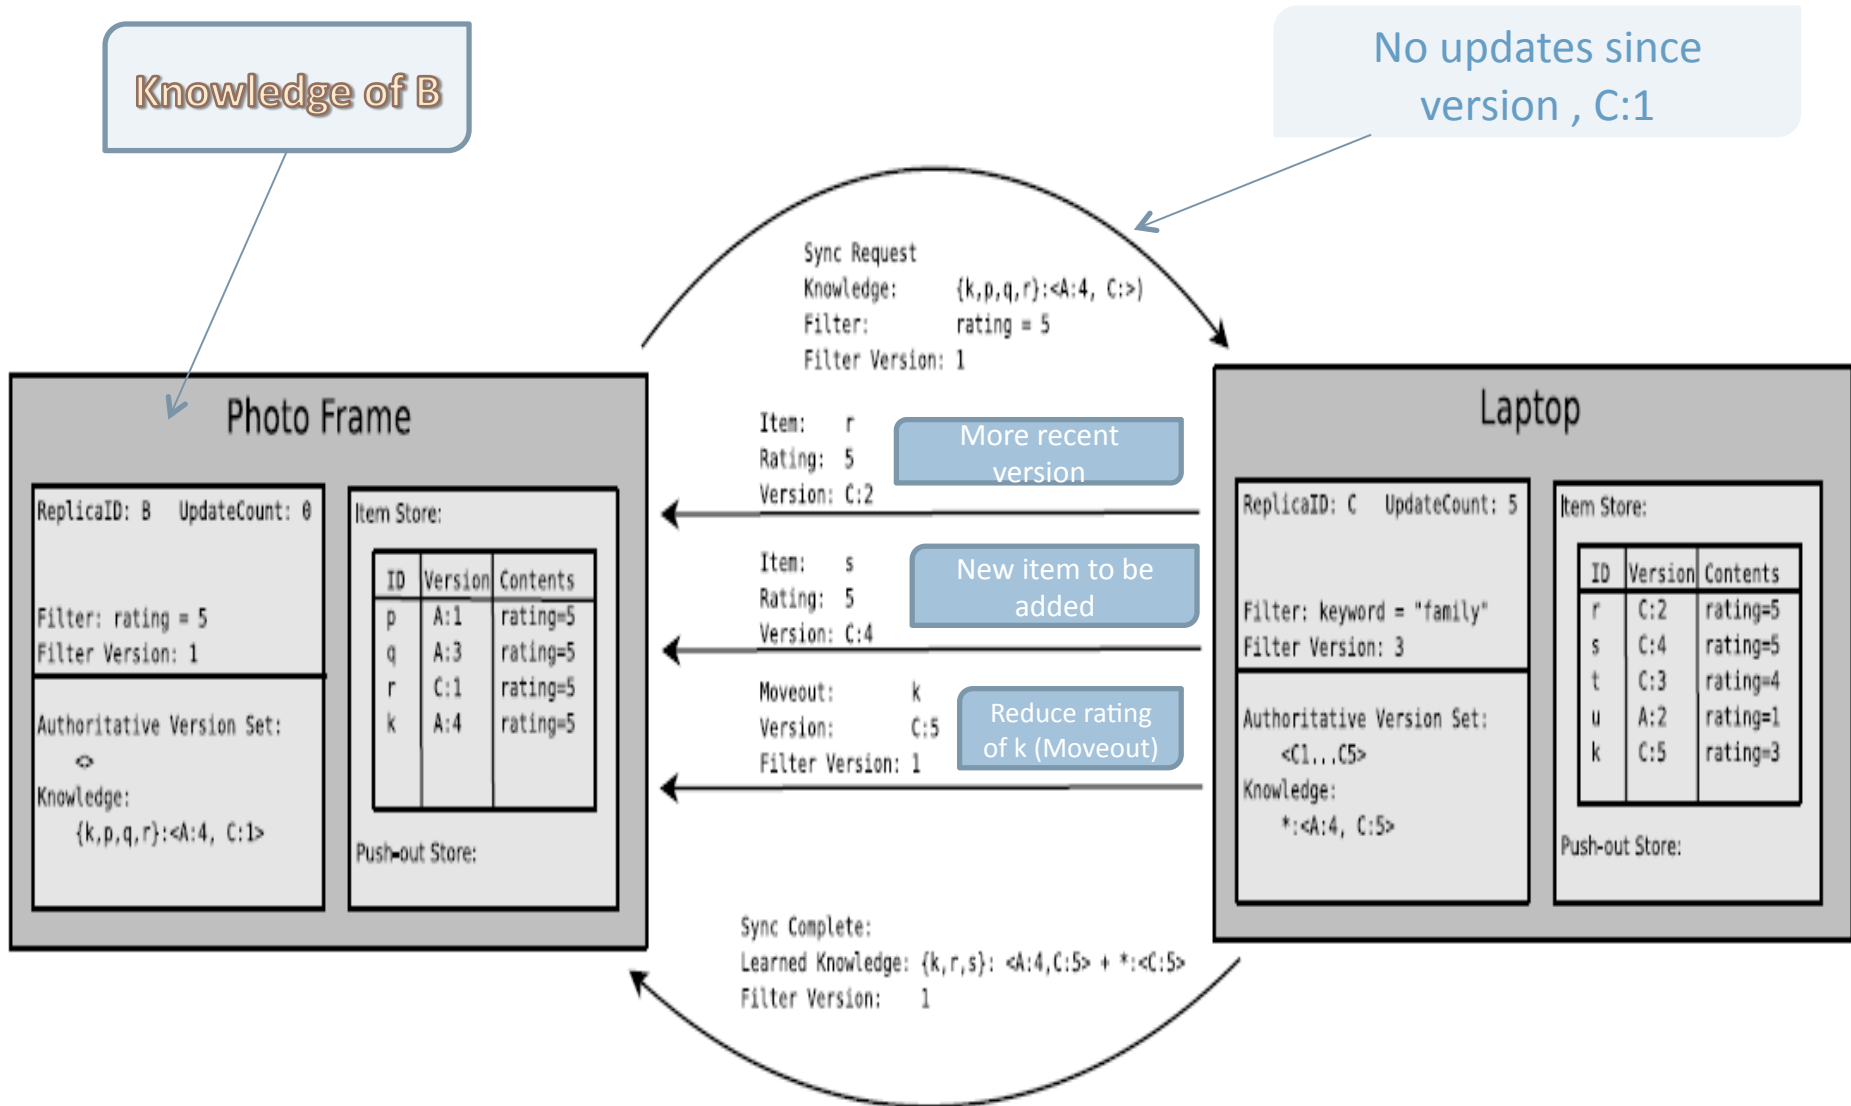 Knowledge of B
No updates since
version , C:1
Sync Request
Knowledge: {k,p,q,r}:<A:4, C:>)
Filter: rating = 5
Filter Version: 1
Photo Frame
ReplicaID: B UpdateCount: 0
Filter: rating = 5
Filter Version: 1
Authoritative Version Set:
<>
Knowledge:
{k,p,q,r}:<A:4, C:1>
Item Store:
ID Version Contents
p A:1 rating=5
q A:3 rating=5
r C:1 rating=5
k A:4 rating=5
Push-out Store:
Item: r
Rating: 5
Version: C:2
More recent
version
Item: s
Rating: 5
Version: C:4
New item to be
added
Moveout: k
Version: C:5
Filter Version: 1
Reduce rating
of k (Moveout)
Sync Complete:
Learned Knowledge: {k,r,s}: <A:4,C:5> + *:<C:5>
Filter Version: 1
Laptop
ReplicaID: C UpdateCount: 5
Filter: keyword = "family"
Filter Version: 3
Authoritative Version Set:
<C1...C5>
Knowledge:
*:<A:4, C:5>
Item Store:
ID Version Contents
r C:2 rating=5
s C:4 rating=5
t C:3 rating=4
u A:2 rating=1
k C:5 rating=3
Push-out Store: